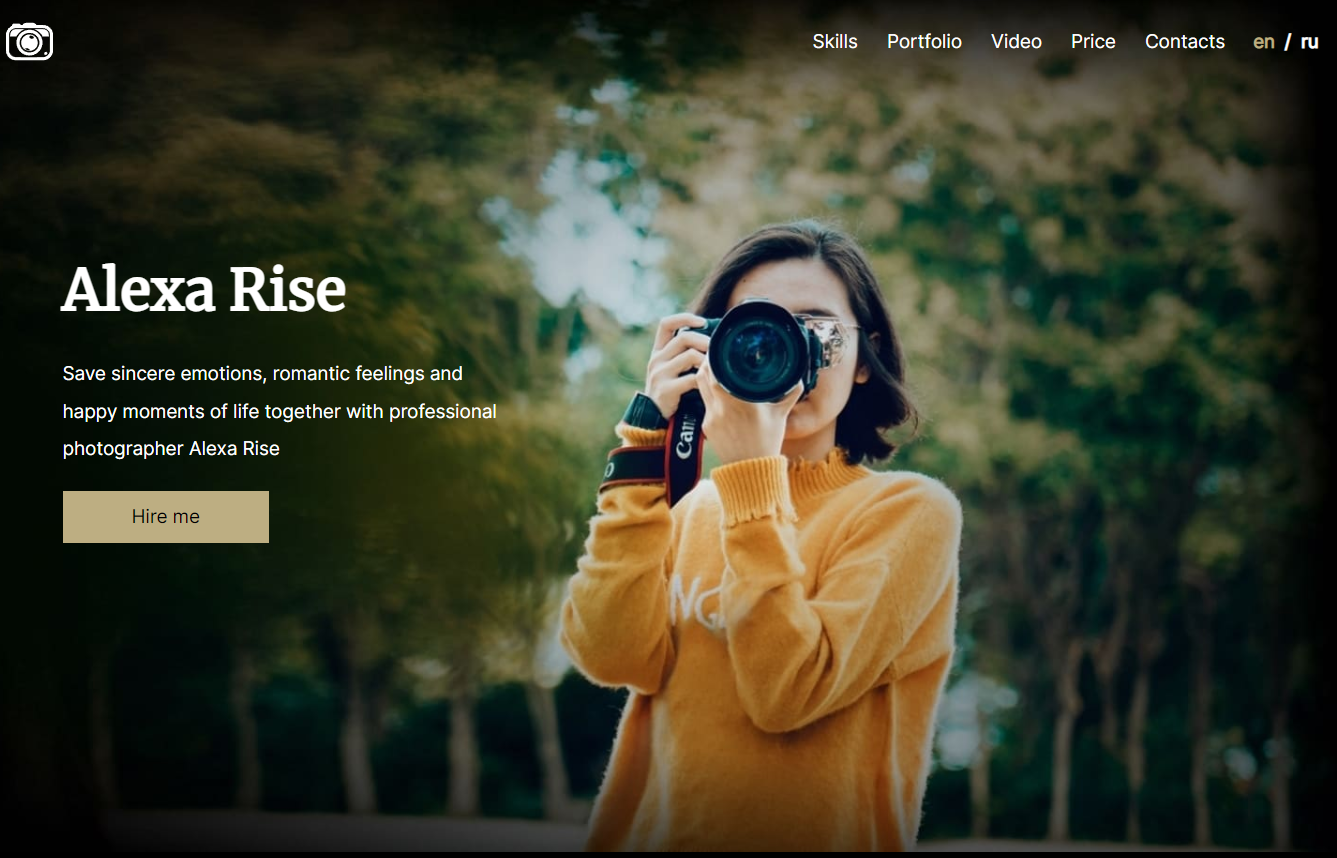 Skills Portfolio Video Price Contacts en / ru
Alexa Rise
Save sincere emotions, romantic feelings and
happy moments of life together with professional
photographer Alexa Rise
Hire me